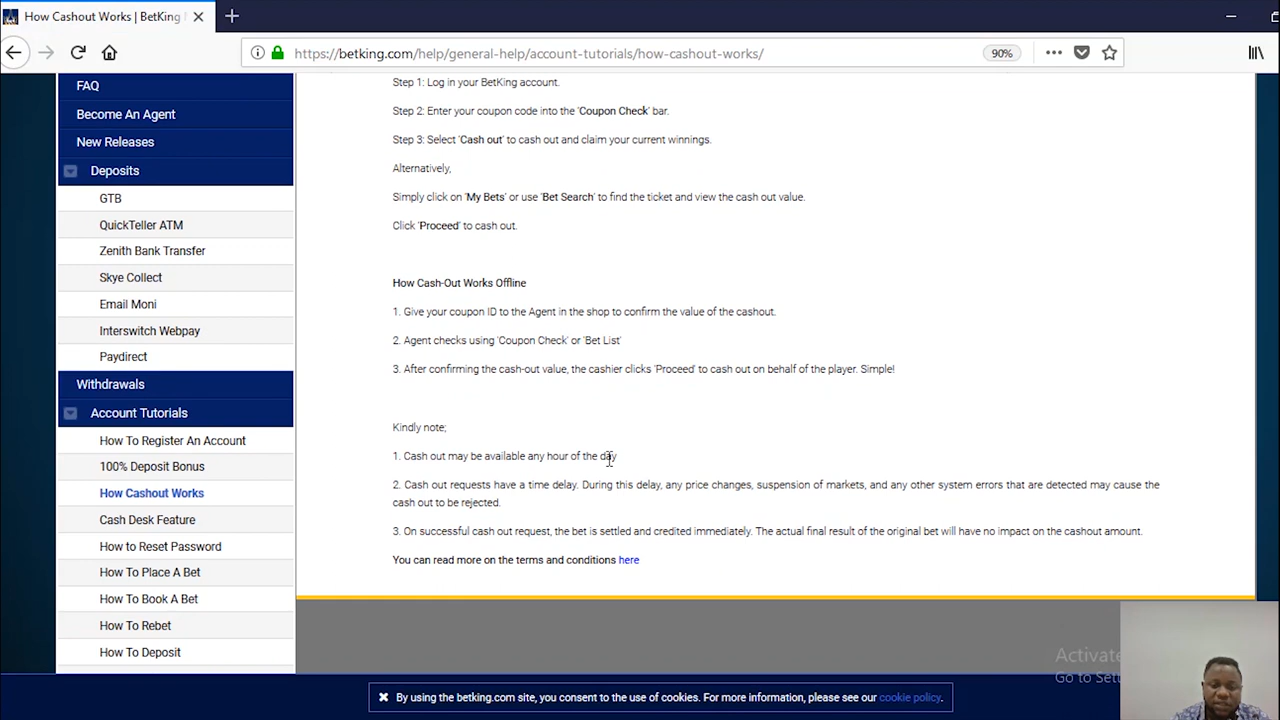 How Cashout Works | BetKing
https://betking.com/help/general-help/account-tutorials/how-cashout-works/
90%
FAQ
Become An Agent
New Releases
Deposits
GTB
QuickTeller ATM
Zenith Bank Transfer
Skye Collect
Email Moni
Interswitch Webpay
Paydirect
Withdrawals
Account Tutorials
How To Register An Account
100% Deposit Bonus
How Cashout Works
Cash Desk Feature
How to Reset Password
How To Place A Bet
How To Book A Bet
How To Rebet
How To Deposit
Step 1: Log in your BetKing account.
Step 2: Enter your coupon code into the 'Coupon Check' bar.
Step 3: Select 'Cash out' to cash out and claim your current winnings.
Alternatively,
Simply click on 'My Bets' or use 'Bet Search' to find the ticket and view the cash out value.
Click 'Proceed' to cash out.
How Cash-Out Works Offline
1. Give your coupon ID to the Agent in the shop to confirm the value of the cashout.
2. Agent checks using 'Coupon Check' or 'Bet List'
3. After confirming the cash-out value, the cashier clicks 'Proceed' to cash out on behalf of the player. Simple!
Kindly note;
1. Cash out may be available any hour of the day
2. Cash out requests have a time delay. During this delay, any price changes, suspension of markets, and any other system errors that are detected may cause the
cash out to be rejected.
3. On successful cash out request, the bet is settled and credited immediately. The actual final result of the original bet will have no impact on the cashout amount.
You can read more on the terms and conditions here
Activate
Go to
By using the betking.com site, you consent to the use of cookies. For more information, please see our cookie policy.